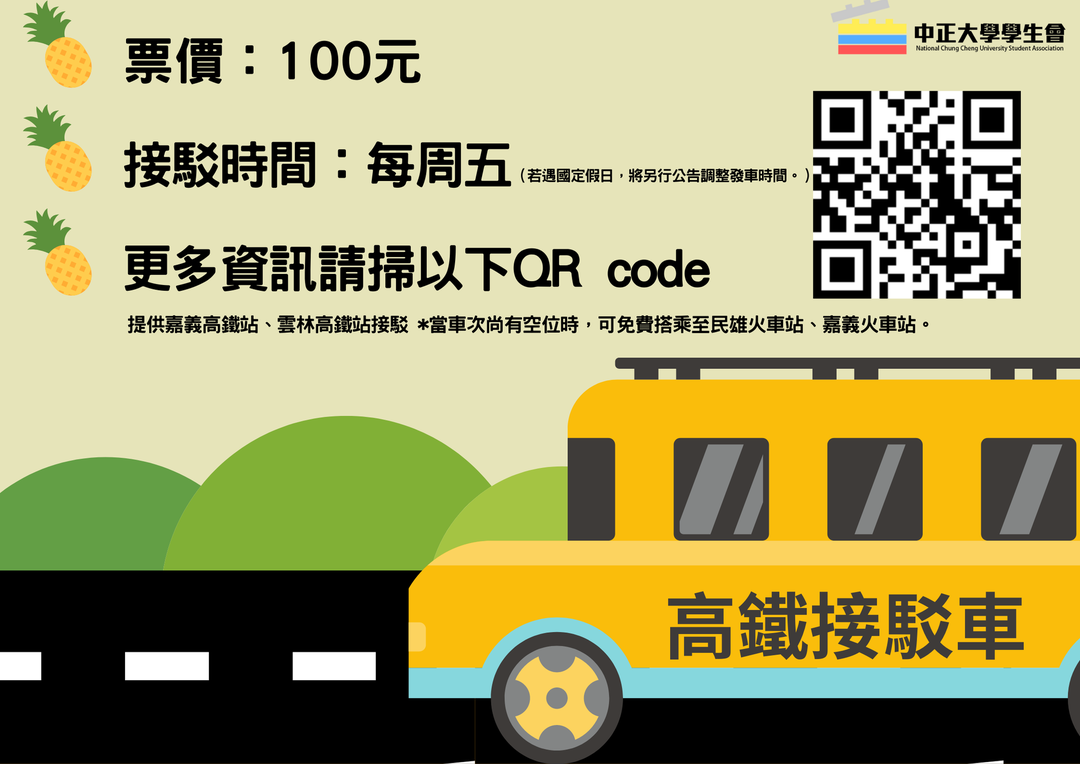 中正大學學生會
National Chung Cheng University Student Association
票價：100元
接駁時間：每周五（若遇國定假日，將另行公告調整發車時間。）
更多資訊請掃以下QR code
提供嘉義高鐵站、雲林高鐵站接駁 *當車次尚有空位時，可免費搭乘至民雄火車站、嘉義火車站。
高鐵接駁車